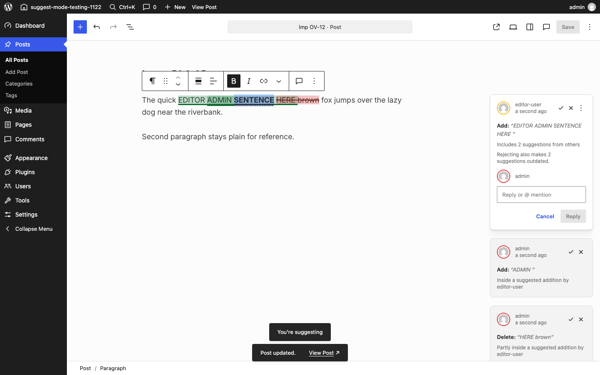 suggest-mode-testing-1122
Ctrl+K
0
New
View Post
admin
Dashboard
Posts
All Posts
Add Post
Categories
Tags
Media
Pages
Comments
Appearance
Plugins
Users
Tools
Settings
Collapse Menu
Imp OV-12 · Post
Save
B
I
The quick EDITOR ADMIN SENTENCE HERE brown fox jumps over the lazy
dog near the riverbank.
Second paragraph stays plain for reference.
editor-user
a second ago
Add: "EDITOR ADMIN SENTENCE
HERE "
Includes 2 suggestions from others
Rejecting also makes 2
suggestions outdated.
admin
Reply or @ mention
Cancel
Reply
admin
a second ago
Add: "ADMIN "
Inside a suggested addition by
editor-user
admin
a second ago
Delete: "HERE brown"
Partly inside a suggested addition by
editor-user
You're suggesting
Post updated.
View Post ↗
Post / Paragraph